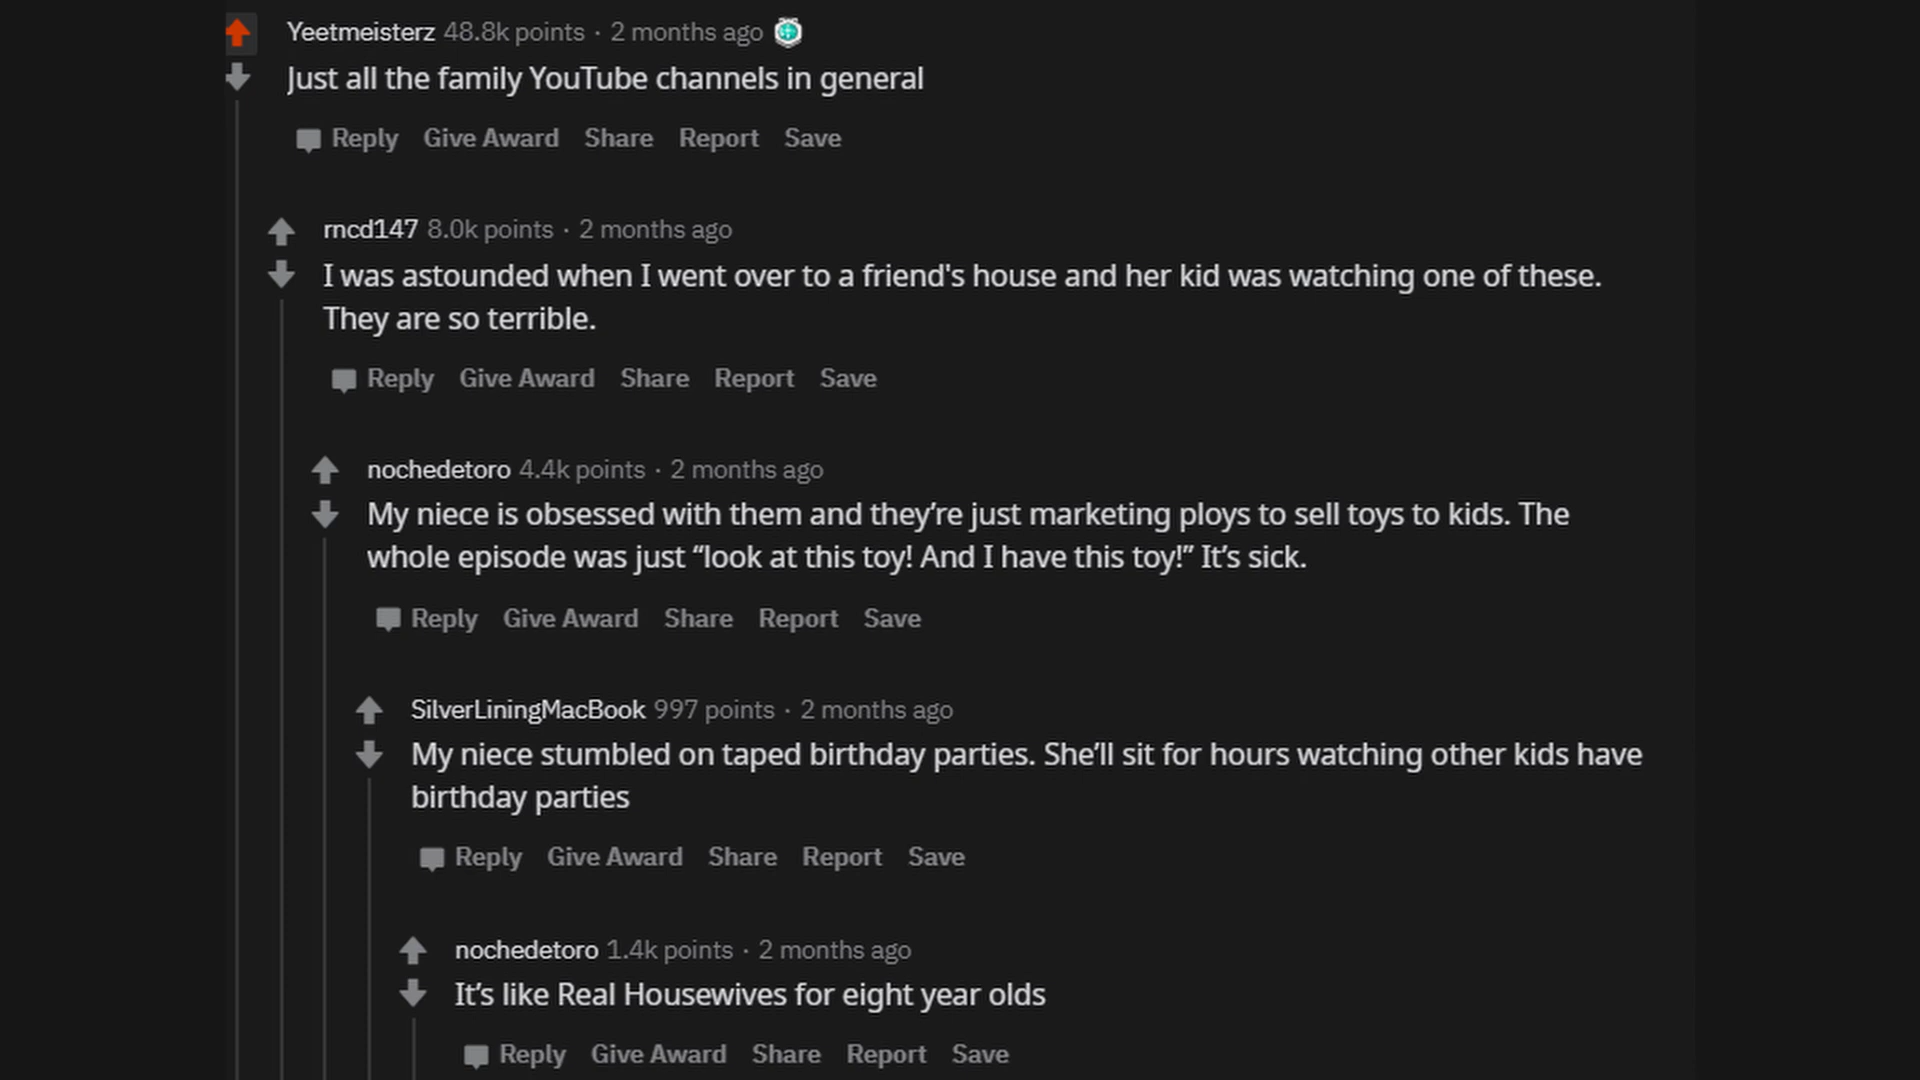 Yeetmeisterz 48.8k points · 2 months ago
Just all the family YouTube channels in general
Reply Give Award Share Report Save
rncd147 8.0k points · 2 months ago
I was astounded when I went over to a friend's house and her kid was watching one of these.
They are so terrible.
Reply Give Award Share Report Save
nochedetoro 4.4k points · 2 months ago
My niece is obsessed with them and they’re just marketing ploys to sell toys to kids. The
whole episode was just “look at this toy! And I have this toy!” It’s sick.
Reply Give Award Share Report Save
SilverLiningMacBook 997 points · 2 months ago
My niece stumbled on taped birthday parties. She’ll sit for hours watching other kids have
birthday parties
Reply Give Award Share Report Save
nochedetoro 1.4k points · 2 months ago
It’s like Real Housewives for eight year olds
Reply Give Award Share Report Save